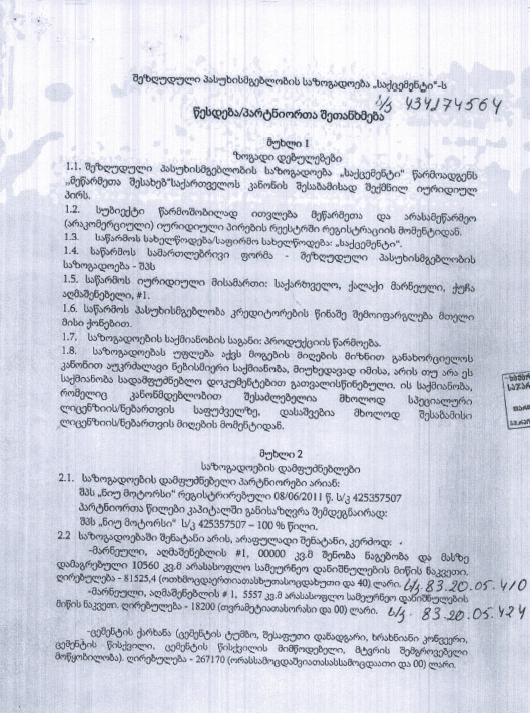 შეზღუდული პასუხისმგებლობის საზოგადოება „საქცემენტი“-ს
ს/კ 434174564
წესდება/პარტნიორთა შეთანხმება
მუხლი 1
ზოგადი დებულებები
1.1. შეზღუდული პასუხისმგებლობის საზოგადოება „საქცემენტი“ წარმოადგენს
„მეწარმეთა შესახებ“საქართველოს კანონის შესაბამისად შექმნილ იურიდიულ
პირს.
1.2. სუბიექტი წარმოშობილად ითვლება მეწარმეთა და არასამეწარმეო
(არაკომერციული) იურიდიული პირების რეესტრში რეგისტრაციის მომენტიდან.
1.3. საწარმოს სახელწოდება/საფირმო სახელწოდება: „საქცემენტი“.
1.4. საწარმოს სამართლებრივი ფორმა - შეზღუდული პასუხისმგებლობის
საზოგადოება - შპს
1.5. საწარმოს იურიდიული მისამართი: საქართველო, ქალაქი მარნეული, ქუჩა
აღმაშენებელი, #1.
1.6. საწარმოს პასუხისმგებლობა კრედიტორების წინაშე შემოიფარგლება მთელი
მისი ქონებით.
1.7. საზოგადოების საქმიანობის საგანი: პროდუქციის წარმოება.
1.8. საზოგადოებას უფლება აქვს მოგების მიღების მიზნით განახორციელოს
კანონით აუკრძალავი ნებისმიერი საქმიანობა, მიუხედავად იმისა, არის თუ არა ეს
საქმიანობა სადამფუძნებლო დოკუმენტებით გათვალისწინებული. ის საქმიანობა,
რომელიც კანონმდებლობით შესაძლებელია მხოლოდ სპეციალური
ლიცენზიის/ნებართვის საფუძველზე, დასაშვებია მხოლოდ შესაბამისი
ლიცენზიის/ნებართვის მიღების მომენტიდან.
მუხლი 2
საზოგადოების დამფუძნებლები
2.1. საზოგადოების დამფუძნებელი პარტნიორები არიან:
შპს „ნიუ მოტორსი“ რეგისტრირებული 08/06/2011 წ. ს/კ 425357507
პარტნიორთა წილები კაპიტალში განისაზღვრა შემდეგნაირად:
შპს „ნიუ მოტორსი“ ს/კ 425357507 – 100 % წილი.
2.2 საზოგადოებაში შენატანი არის, არაფულადი შენატანი, კერძოდ:
-მარნეული, აღმაშენებლის #1, 00000 კვ.მ შენობა ნაგებობა და მასზე
დამაგრებული 10560 კვ.მ არასასოფლო სამეურნეო დანიშნულების მიწის ნაკვეთი.
ღირებულება - 81525,4 (ოთხმოცდაერთიათასხუთასოცდახუთი და 40) ლარი. ს/კ. 83.20.05.410
-მარნეული, აღმაშენებლის # 1, 5557 კვ.მ არასასოფლო სამეურნეო დანიშნულების
მიწის ნაკვეთი. ღირებულება - 18200 (თვრამეტიათასორასი და 00) ლარი. ს/კ. 83.20.05.424
-ცემენტის ქარხანა (ცემენტის ტუმბო, შესაფუთი დანადგარი, ხრახნიანი კონვეერი,
ცემენტის წისქვილი, ცემენტის წისქვილის მიმწოდებელი, მტვრის შემგროვებელი
მოწყობილობა). ღირებულება - 267170 (ორასსამოცდაშვიათასასსამოცდაათი და 00) ლარი.